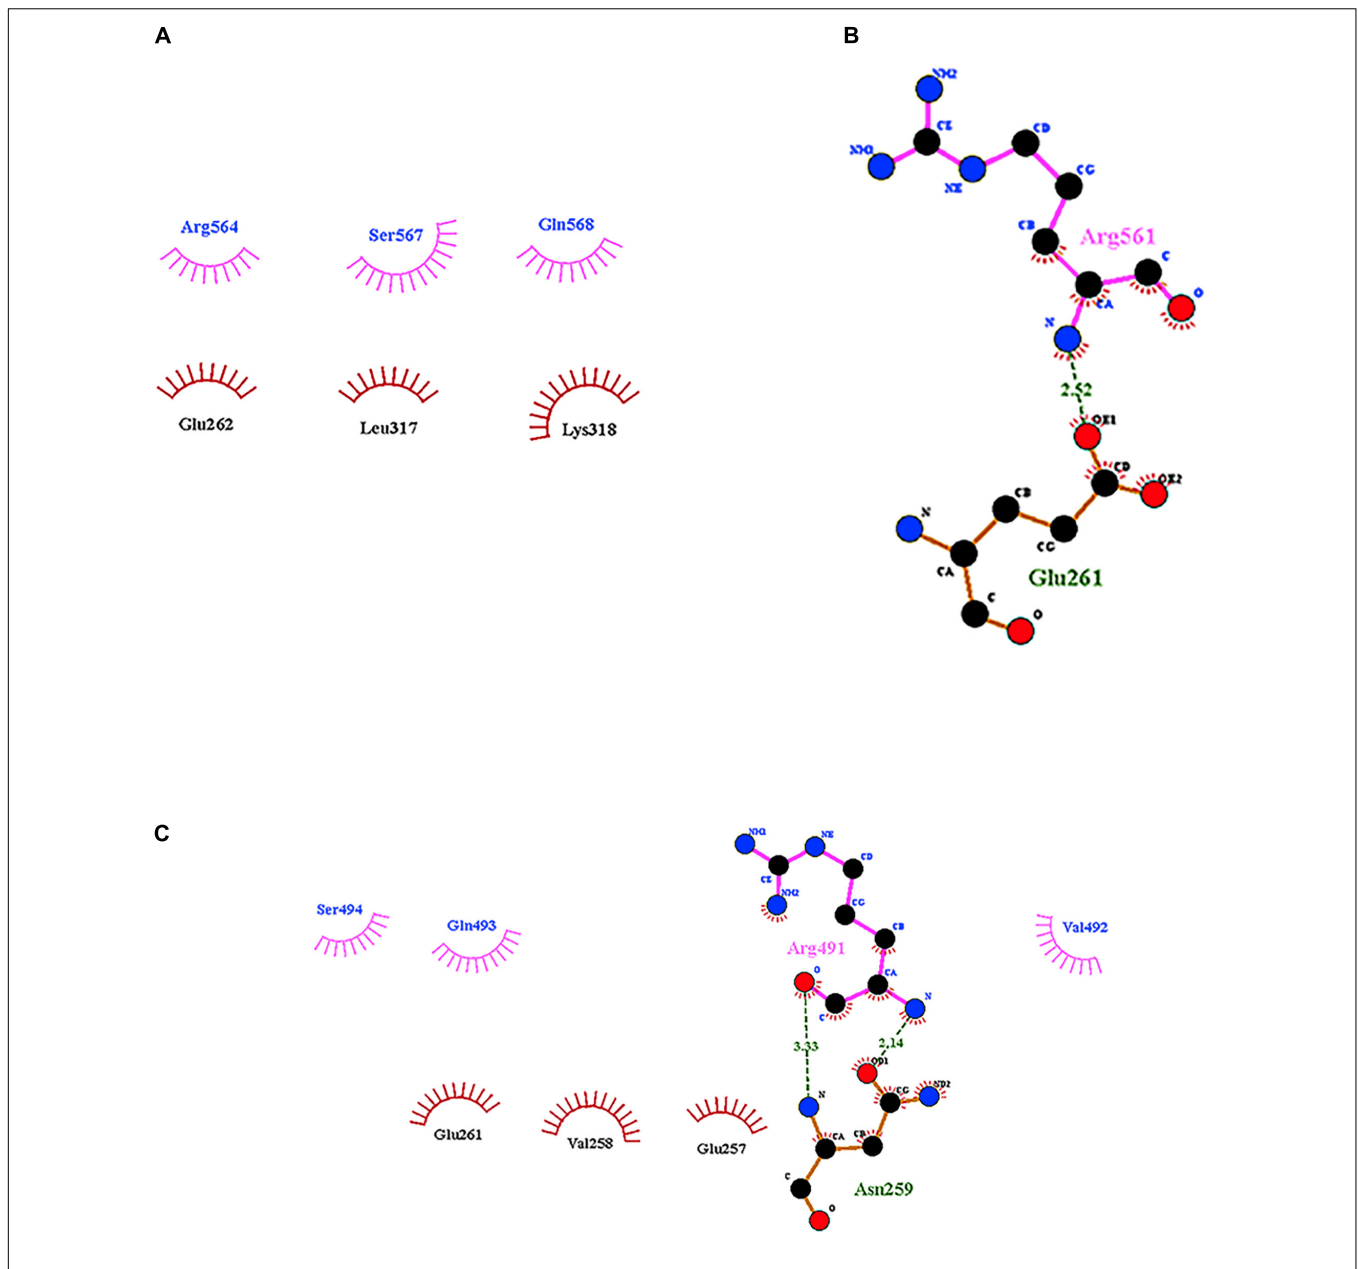 A
B
NH2
CZ
CD
NH1
NE
CG
Arg564
Ser567
Gln568
CB
Arg561
C
CA
O
N
2.52
Glu262
Leu317
Lys318
OE1
CD
OE2
CB
N
CG
CA
Glu261
C
O
C
NH1
NE
CD
CZ
NH2
CG
Ser494
Gln493
CB
Val492
Arg491
O
CA
C
N
3.33
2.14
OD1
N
CG
ND2
Glu261
Val258
Glu257
CA
CB
C
Asn259
O